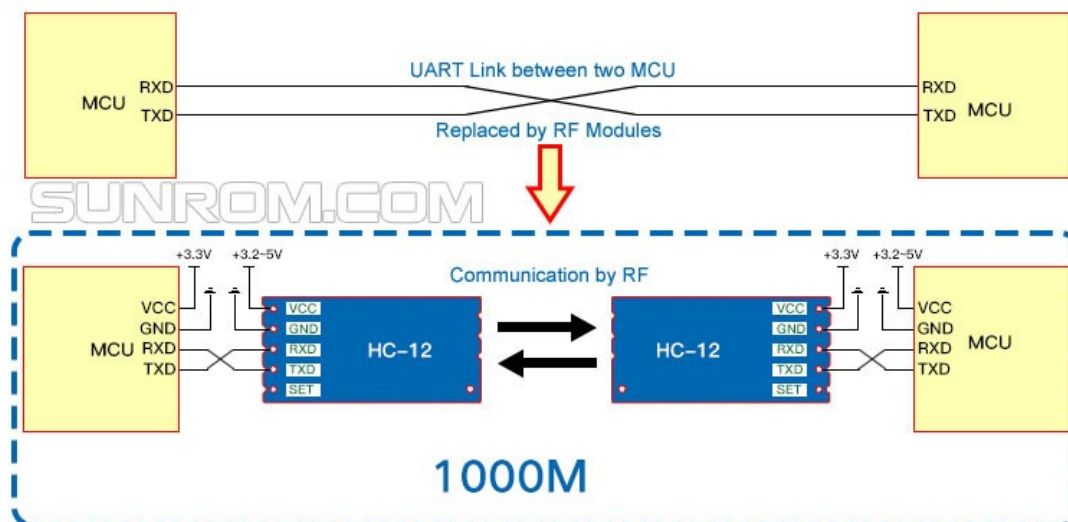 UART Link between two MCU
MCU
RXD
TXD
RXD
TXD
MCU
Replaced by RF Modules
SUNROM.COM
+3.3V
+3.2-5V
Communication by RF
+3.3V
+3.2-5V
VCC
GND
MCU
RXD
TXD
VCC
GND
RXD
TXD
SET
HC-12
HC-12
VCC
GND
RXD
TXD
SET
VCC
GND
RXD
MCU
TXD
1000M